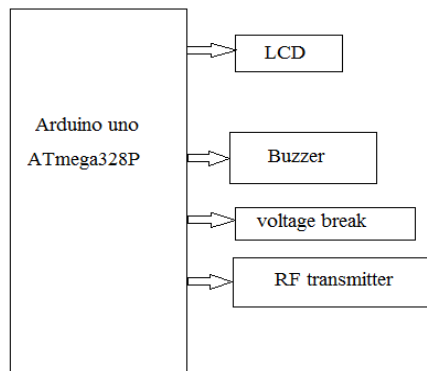 Arduino uno
ATmega328P
LCD
Buzzer
voltage break
RF transmitter